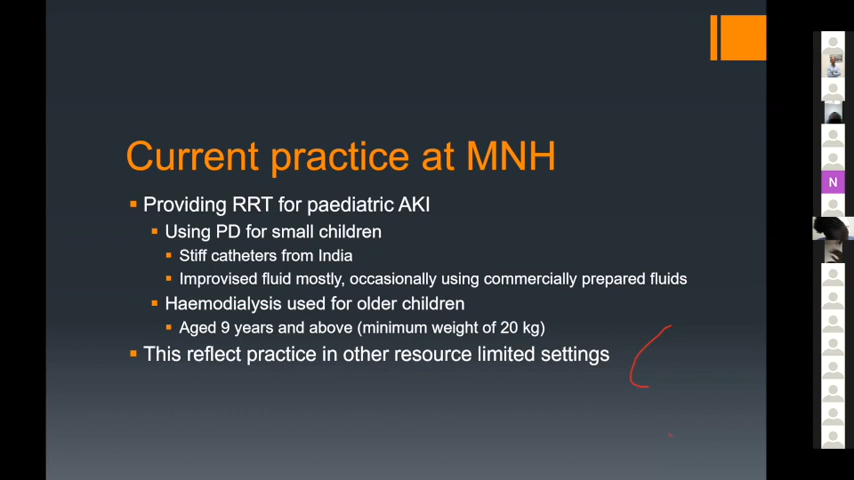 Current practice at MNH
Providing RRT for paediatric AKI
Using PD for small children
Stiff catheters from India
Improvised fluid mostly, occasionally using commercially prepared fluids
Haemodialysis used for older children
Aged 9 years and above (minimum weight of 20 kg)
This reflect practice in other resource limited settings
N